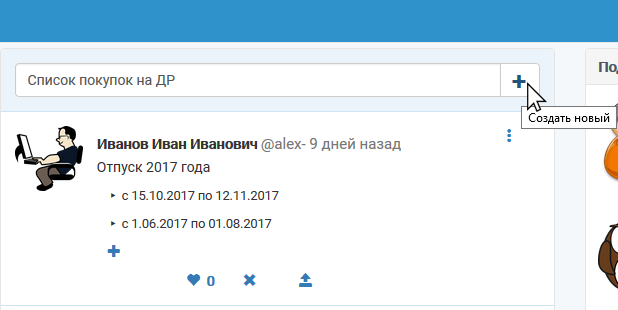 Список покупок на ДР
По
Создать новый
Иванов Иван Иванович @alex- 9 дней назад
Отпуск 2017 года
с 15.10.2017 по 12.11.2017
с 1.06.2017 по 01.08.2017
0